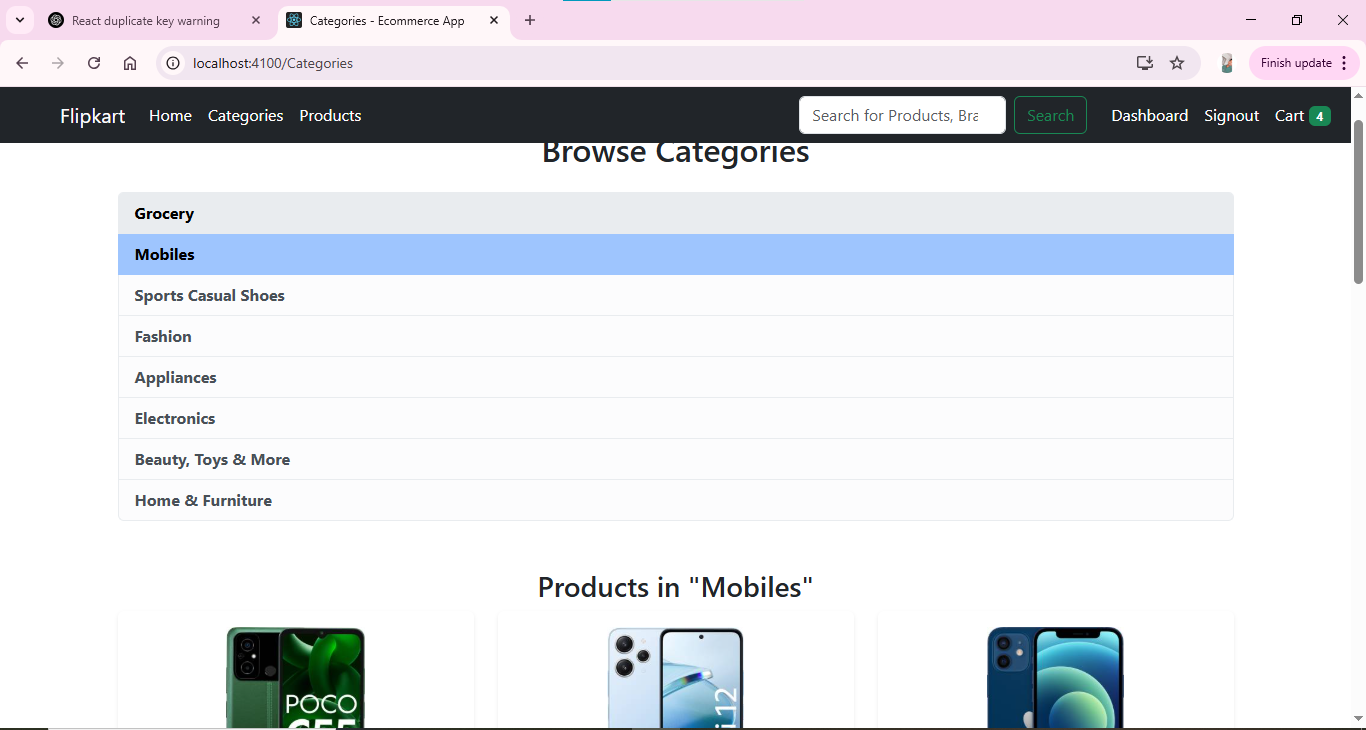 React duplicate key warning
Categories - Ecommerce App
localhost:4100/Categories
Finish update
Flipkart Home Categories Products Search for Products, Bra Search Dashboard Signout Cart 4
Browse Categories
Grocery
Mobiles
Sports Casual Shoes
Fashion
Appliances
Electronics
Beauty, Toys & More
Home & Furniture
Products in "Mobiles"
POCO